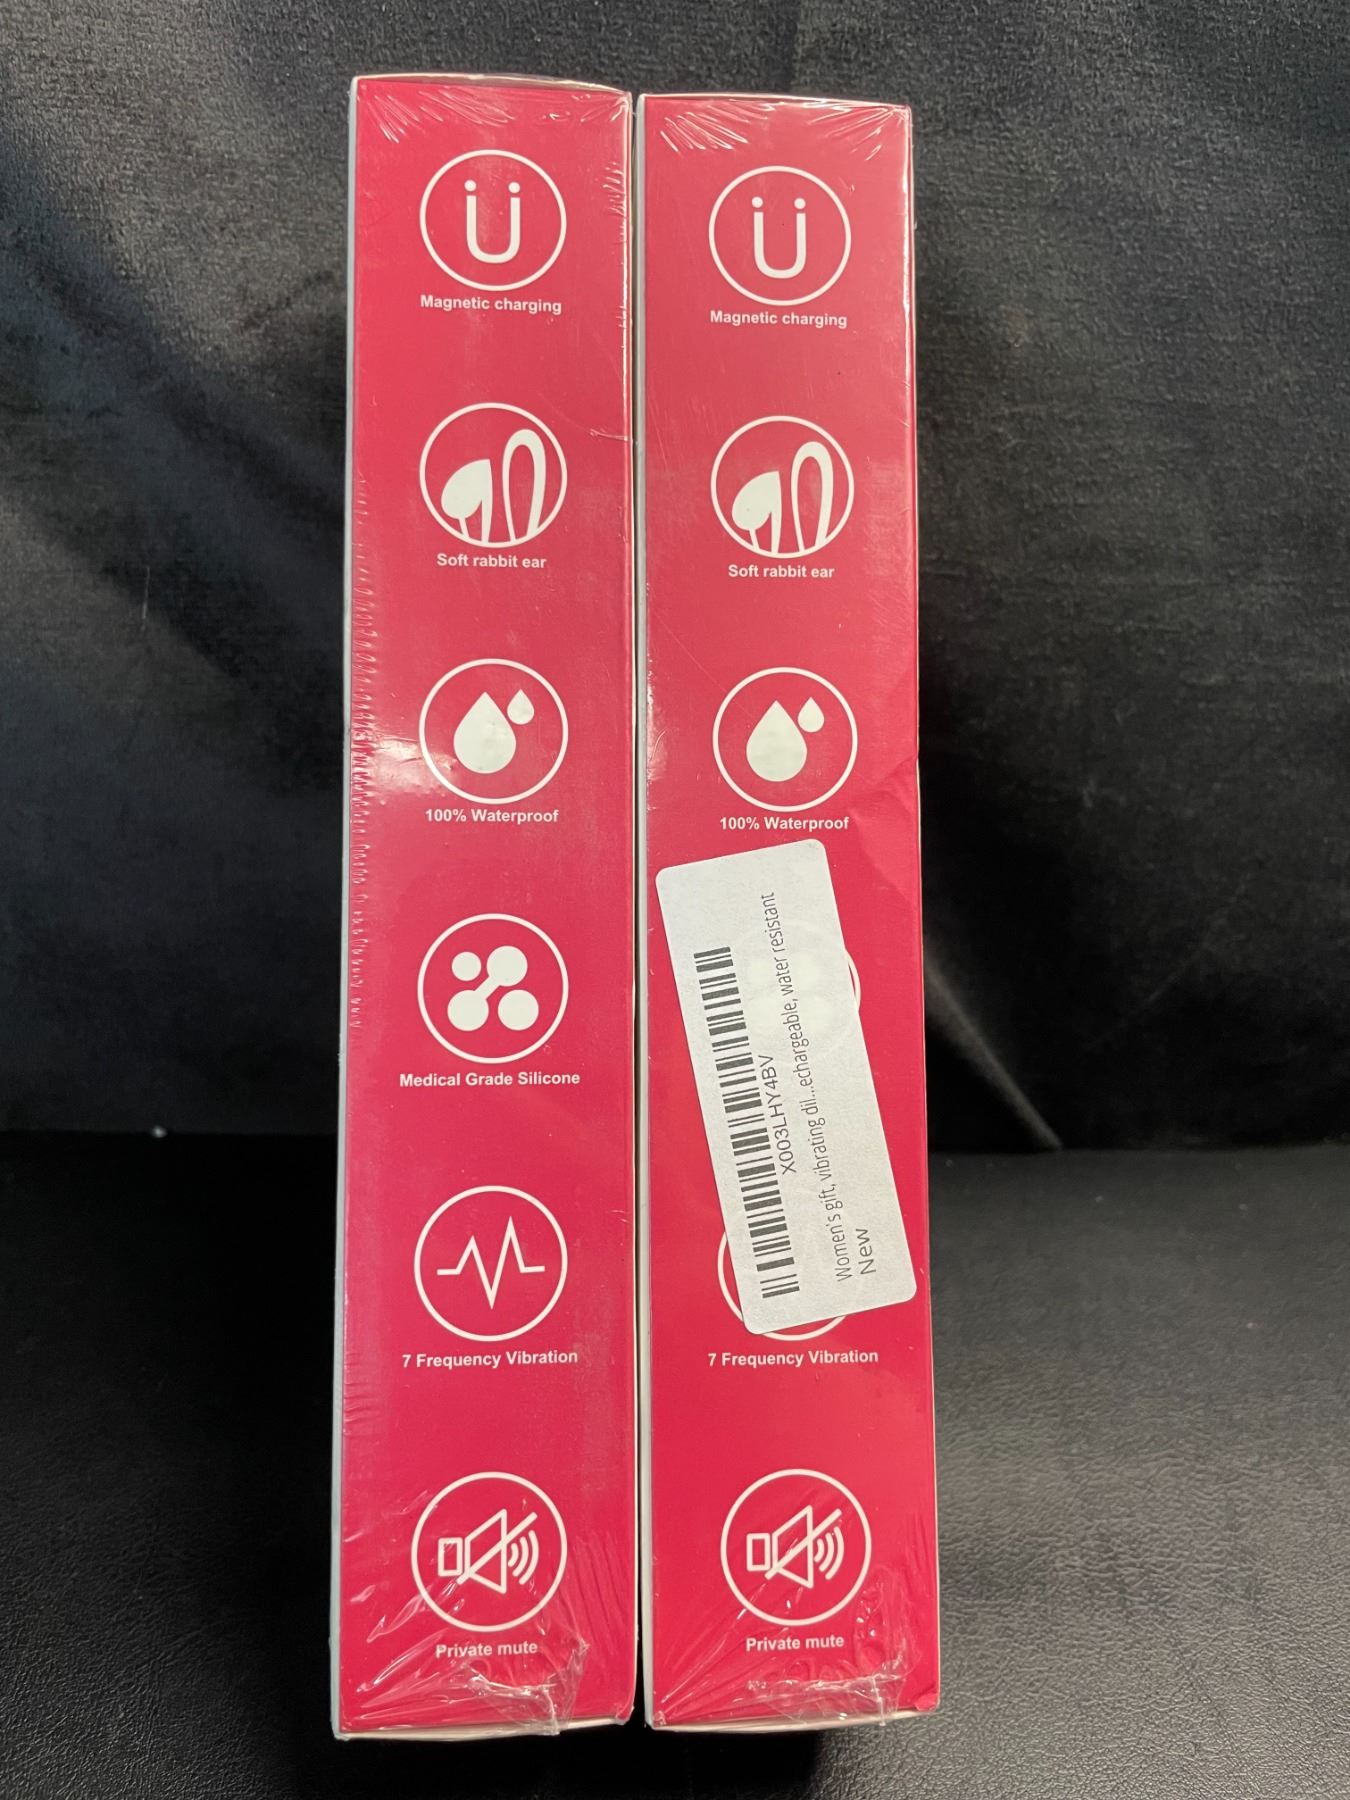 Magnetic charging
Soft rabbit ear
100% Waterproof
Medical Grade Silicone
7 Frequency Vibration
Private mute
Magnetic charging
Soft rabbit ear
100% Waterproof
X003LHY4BV
Women's gift, vibrating dil...echargeable, water resistant
New
7 Frequency Vibration
Private mute